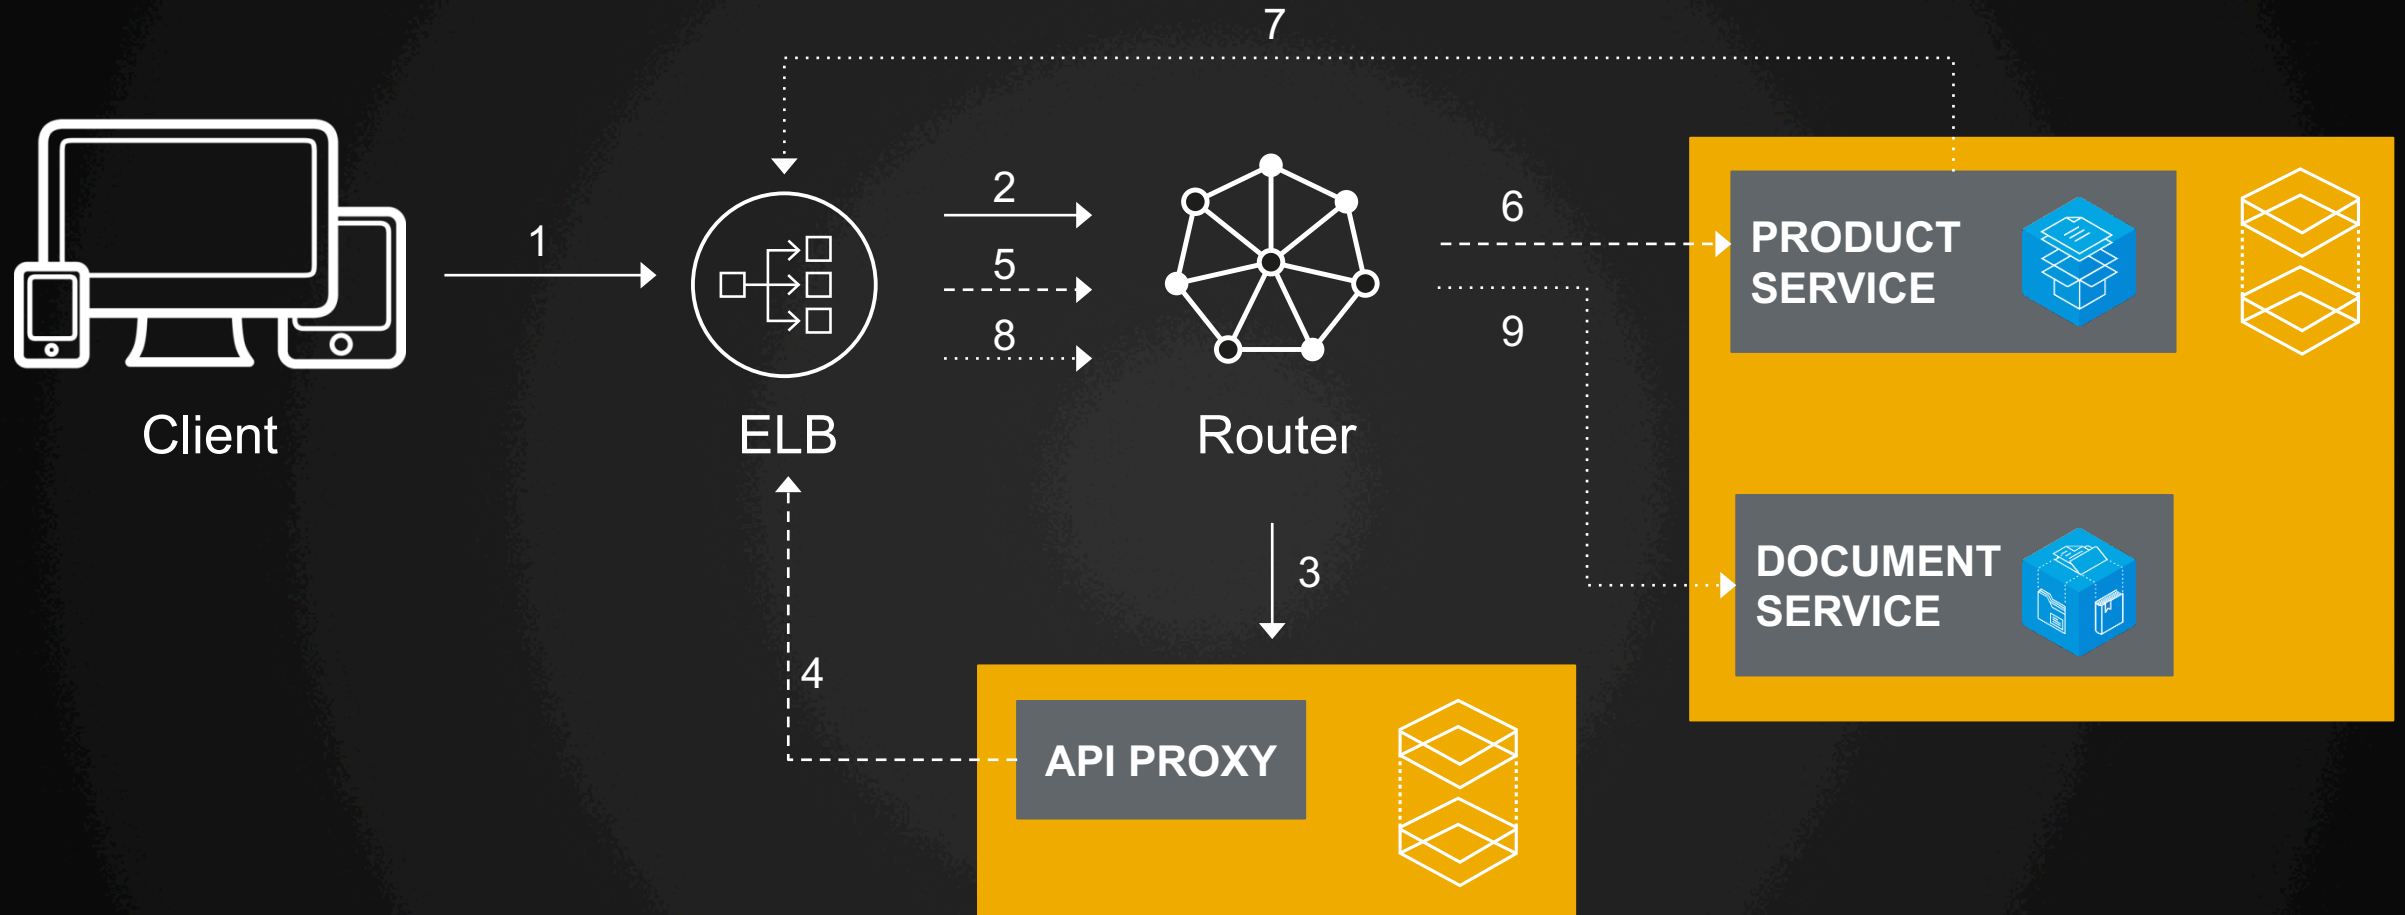 7
2
6
1
5
8
9
PRODUCT
SERVICE
Client
ELB
Router
3
DOCUMENT
SERVICE
4
API PROXY